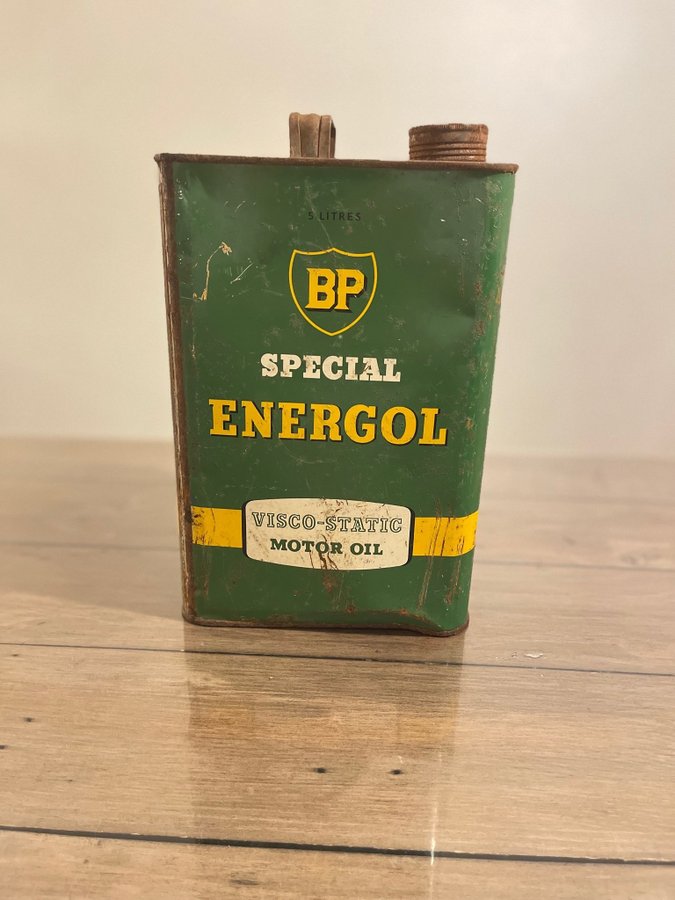 5 LITRES
BP
SPECIAL
ENERGOL
VISCO-STATIC
MOTOR OIL